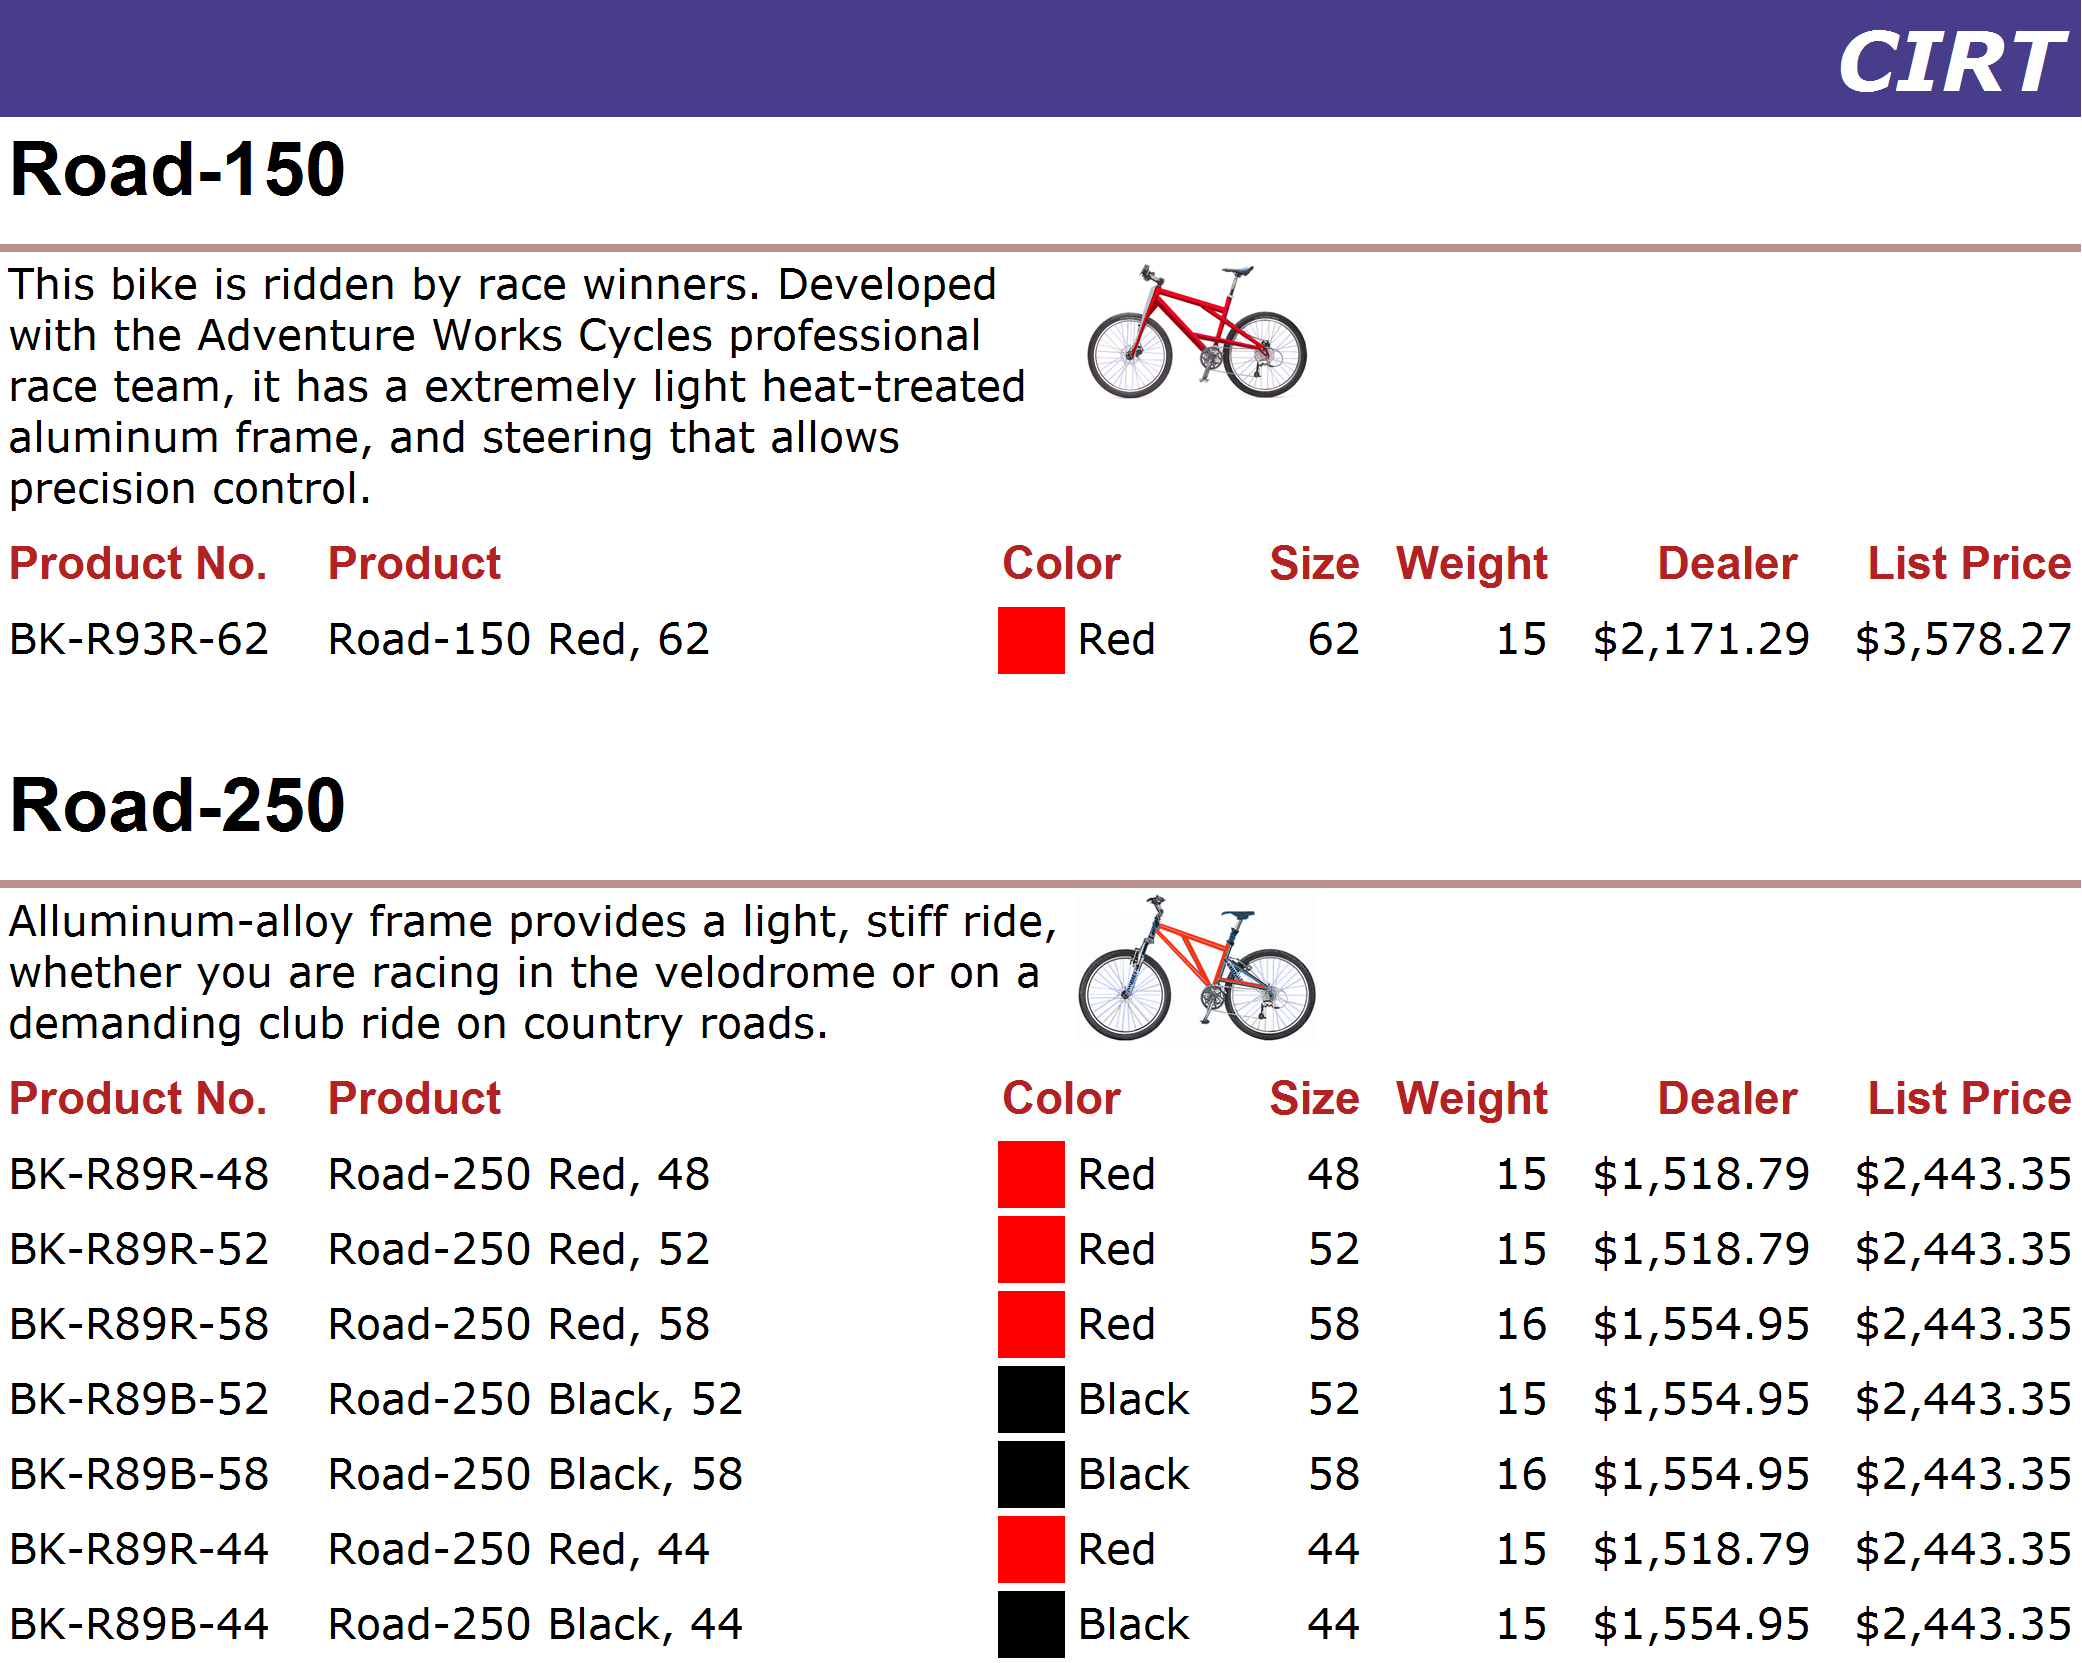 CIRT
Road-150
This bike is ridden by race winners. Developed
with the Adventure Works Cycles professional
race team, it has a extremely light heat-treated
aluminum frame, and steering that allows
precision control.
Product No. Product Color Size Weight Dealer List Price
BK-R93R-62 Road-150 Red, 62 Red 62 15 $2,171.29 $3,578.27
Road-250
Alluminum-alloy frame provides a light, stiff ride,
whether you are racing in the velodrome or on a
demanding club ride on country roads.
Product No. Product Color Size Weight Dealer List Price
BK-R89R-48 Road-250 Red, 48 Red 48 15 $1,518.79 $2,443.35
BK-R89R-52 Road-250 Red, 52 Red 52 15 $1,518.79 $2,443.35
BK-R89R-58 Road-250 Red, 58 Red 58 16 $1,554.95 $2,443.35
BK-R89B-52 Road-250 Black, 52 Black 52 15 $1,554.95 $2,443.35
BK-R89B-58 Road-250 Black, 58 Black 58 16 $1,554.95 $2,443.35
BK-R89R-44 Road-250 Red, 44 Red 44 15 $1,518.79 $2,443.35
BK-R89B-44 Road-250 Black, 44 Black 44 15 $1,554.95 $2,443.35